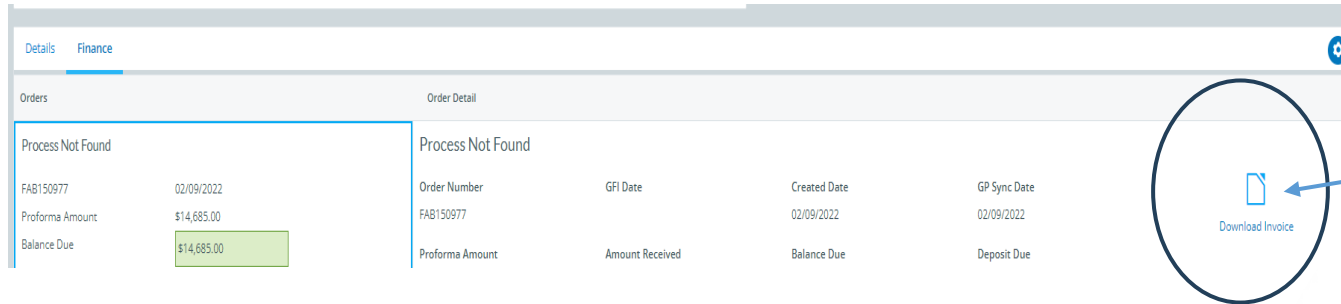 Details Finance
Orders Order Detail
Process Not Found
FAB150977 02/09/2022
Proforma Amount $14,685.00
Balance Due $14,685.00
Process Not Found
Order Number GFI Date Created Date GP Sync Date
FAB150977 02/09/2022 02/09/2022
Proforma Amount Amount Received Balance Due Deposit Due
Download Invoice